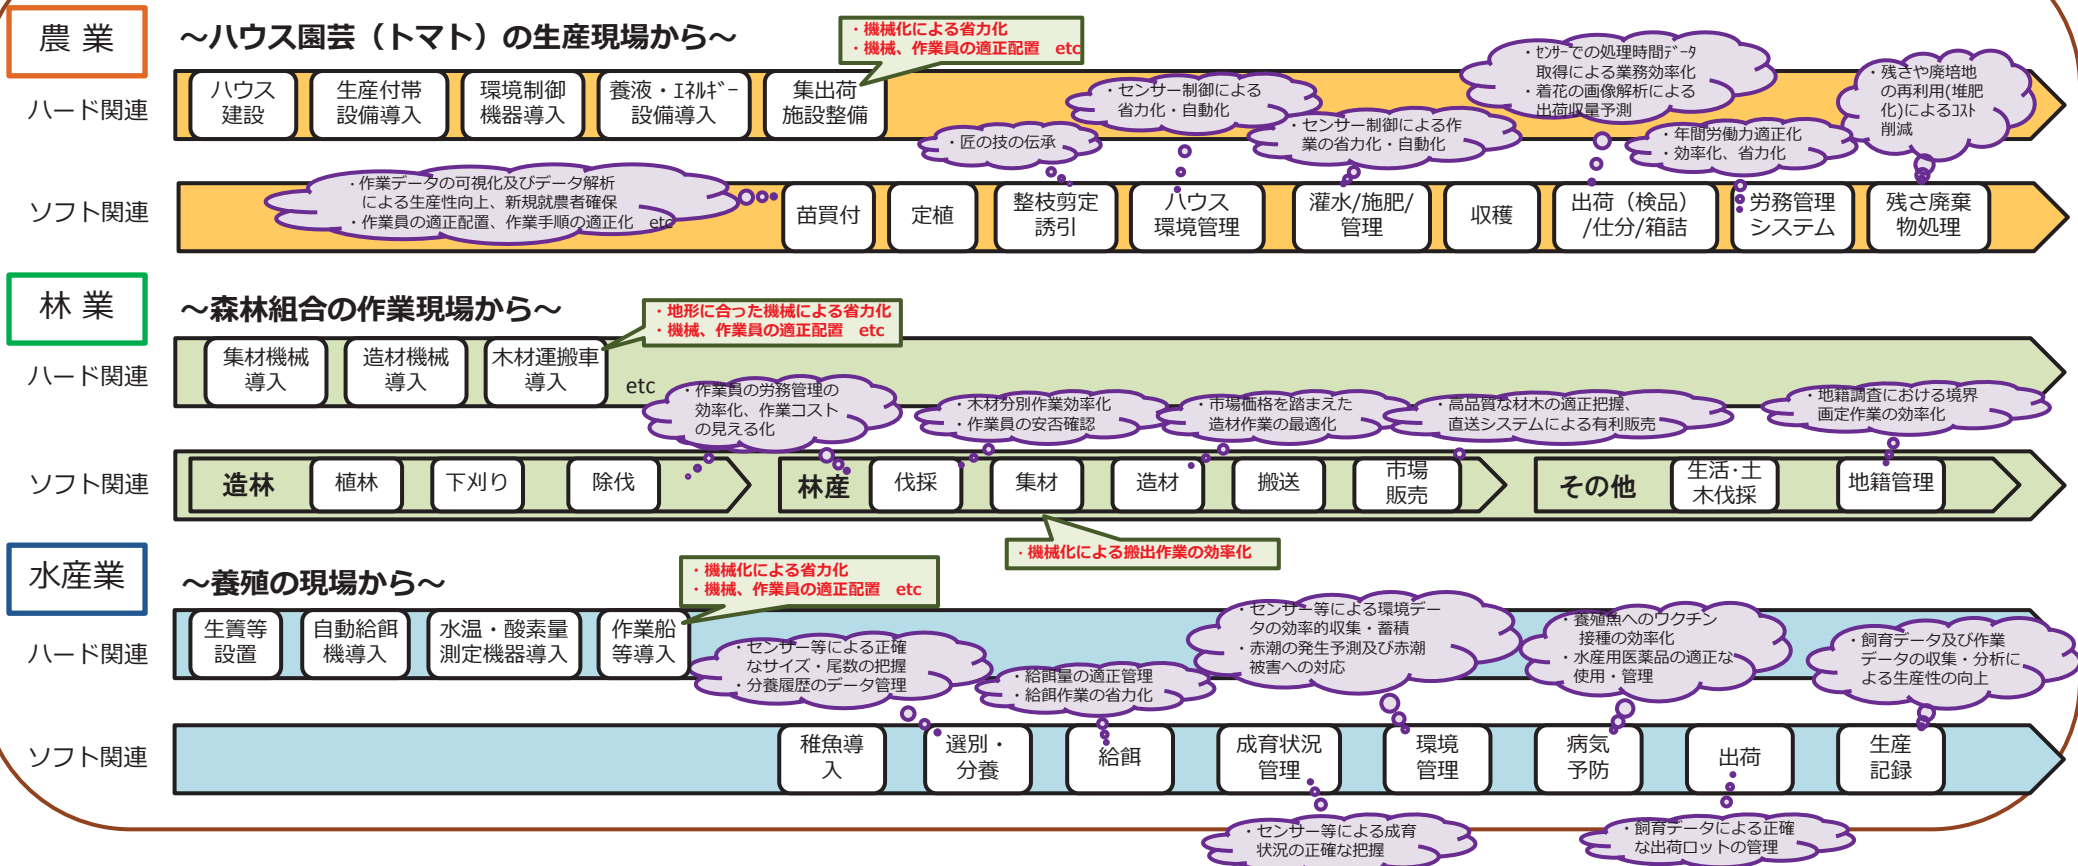 農 業
～ハウス園芸（トマト）の生産現場から～
・機械化による省力化
・機械、作業員の適正配置　etc
ハード関連
ハウス
建設
生産付帯
設備導入
環境制御
機器導入
養液・ｴﾈﾙｷﾞｰ
設備導入
集出荷
施設整備
・匠の技の伝承
・センサー制御による
省力化・自動化
・センサー制御による作
業の省力化・自動化
・ｾﾝｻｰでの処理時間ﾃﾞｰﾀ
取得による業務効率化
・着花の画像解析による
出荷収量予測
・年間労働力適正化
・効率化、省力化
・残さや廃培地
の再利用(堆肥
化)によるｺｽﾄ
削減
ソフト関連
・作業データの可視化及びデータ解析
による生産性向上、新規就農者確保
・作業員の適正配置、作業手順の適正化　etc
苗買付
定植
整枝剪定
誘引
ハウス
環境管理
灌水/施肥/
管理
収穫
出荷（検品）
/仕分/箱詰
労務管理
システム
残さ廃棄
物処理
林 業
～森林組合の作業現場から～
・地形に合った機械による省力化
・機械、作業員の適正配置　etc
ハード関連
集材機械
導入
造材機械
導入
木材運搬車
導入
etc
・作業員の労務管理の
効率化、作業コスト
の見える化
・木材分別作業効率化
・作業員の安否確認
・市場価格を踏まえた
造材作業の最適化
・高品質な材木の適正把握、
直送システムによる有利販売
・地籍調査における境界
画定作業の効率化
ソフト関連
造林
植林
下刈り
除伐
林産
伐採
集材
造材
搬送
市場
販売
その他
生活･土
木伐採
地籍管理
・機械化による搬出作業の効率化
水産業
～養殖の現場から～
・機械化による省力化
・機械、作業員の適正配置　etc
ハード関連
生簀等
設置
自動給餌
機導入
水温・酸素量
測定機器導入
作業船
等導入
・センサー等による正確
なサイズ・尾数の把握
・分養履歴のデータ管理
・給餌量の適正管理
・給餌作業の省力化
・センサー等による環境デー
タの効率的収集・蓄積
・赤潮の発生予測及び赤潮
被害への対応
・養殖魚へのワクチン
接種の効率化
・水産用医薬品の適正な
使用・管理
・飼育データ及び作業
データの収集・分析に
よる生産性の向上
ソフト関連
稚魚導
入
選別・
分養
給餌
成育状況
管理
環境
管理
病気
予防
出荷
生産
記録
・センサー等による成育
状況の正確な把握
・飼育データによる正確
な出荷ロットの管理